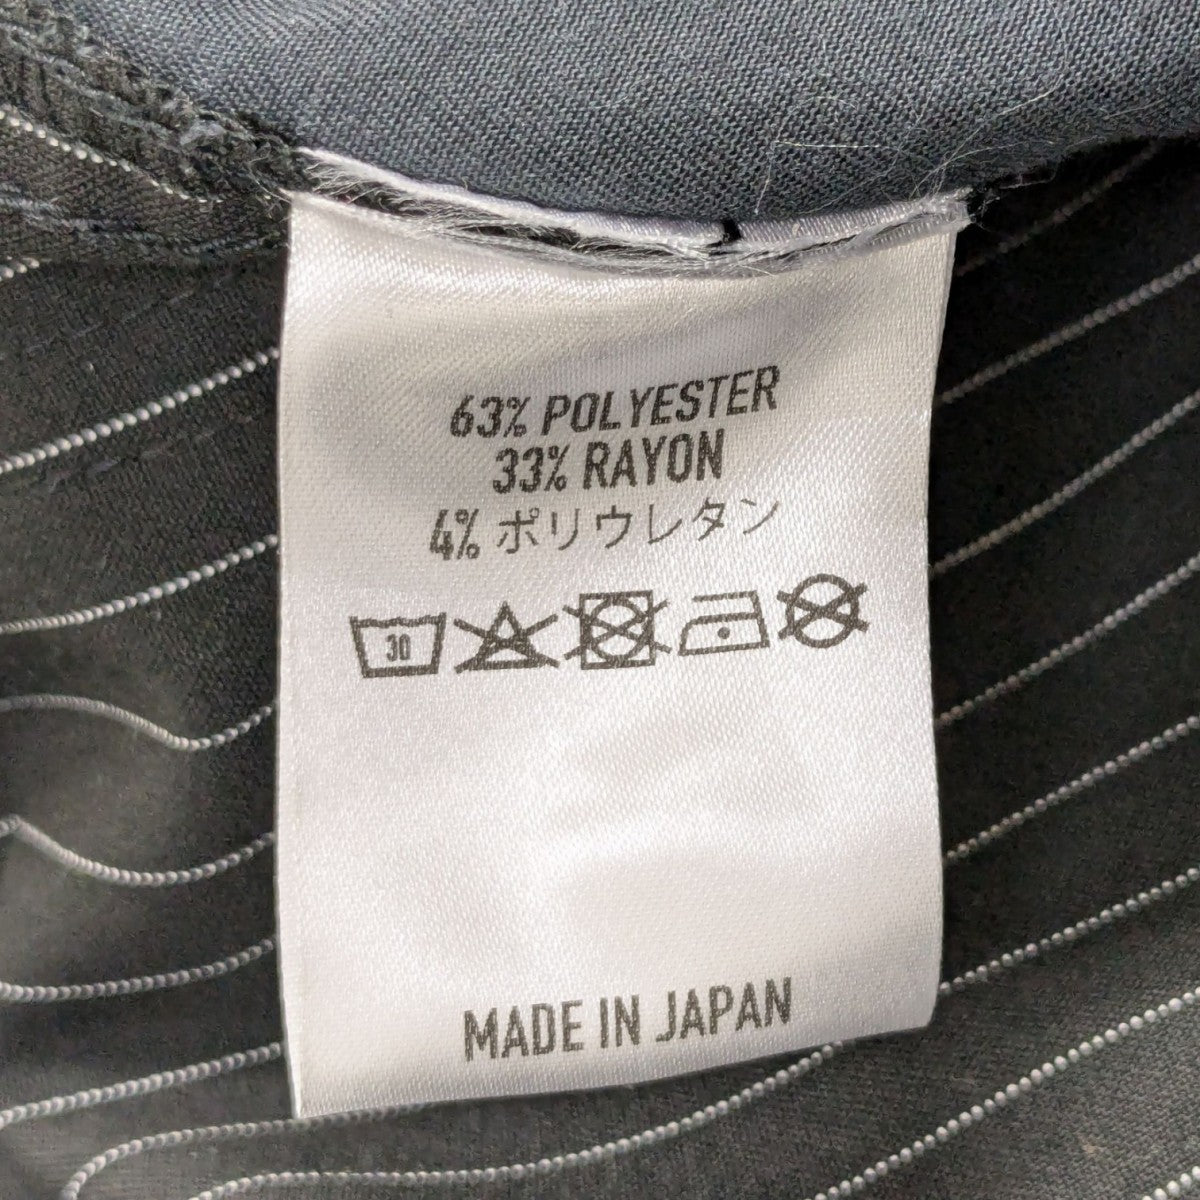 63% POLYESTER
33% RAYON
4% ポリウレタン
30
MADE IN JAPAN